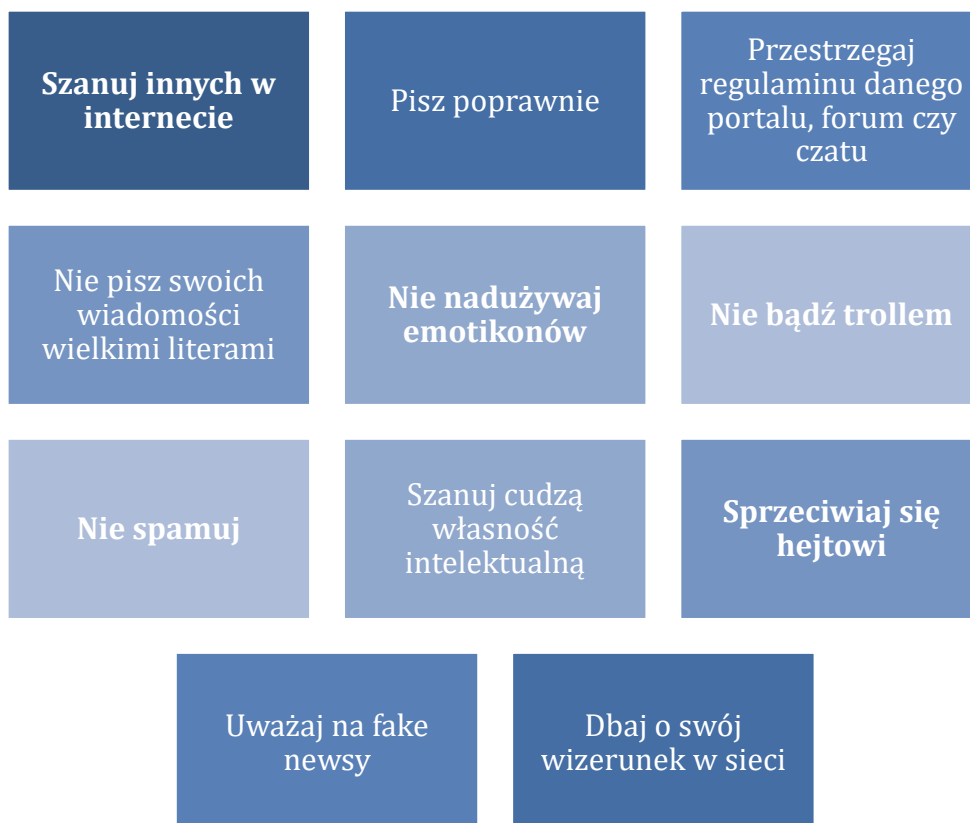 Szanuj innych w
internecie
Pisz poprawnie
Przestrzegaj
regulaminu danego
portalu, forum czy
czatu
Nie pisz swoich
wiadomości
wielkimi literami
Nie nadużywaj
emotikonów
Nie bądź trollem
Nie spamuj
Szanuj cudzą
własność
intelektualną
Sprzeciwiaj się
hejtowi
Uważaj na fake
newsy
Dbaj o swój
wizerunek w sieci